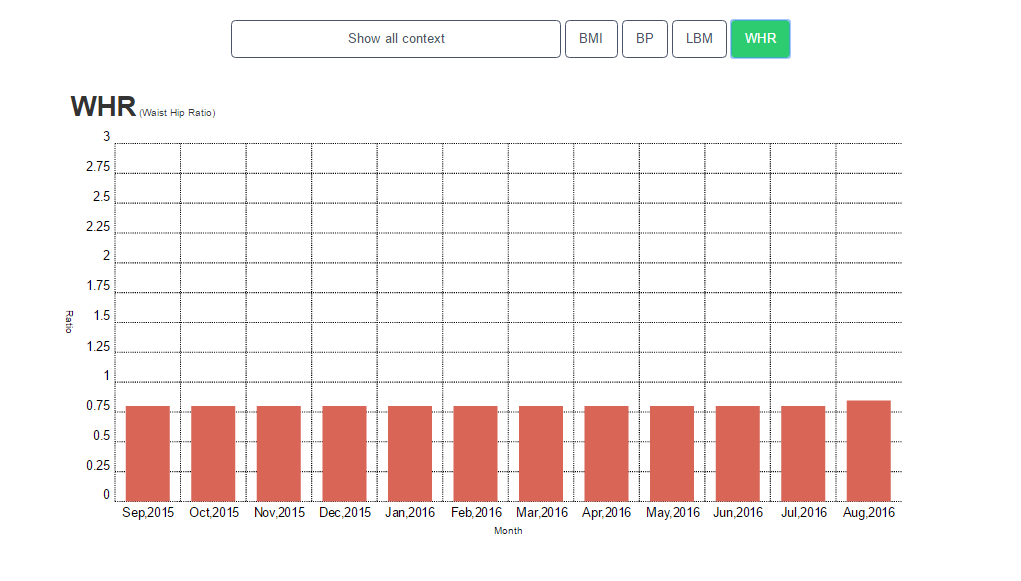 Show all context BMI BP LBM WHR
WHR (Waist Hip Ratio)
3
2.75
2.5
2.25
2
1.75
1.5
1.25
1
0.75
0.5
0.25
0
Ratio
Sep,2015 Oct,2015 Nov,2015 Dec,2015 Jan,2016 Feb,2016 Mar,2016 Apr,2016 May,2016 Jun,2016 Jul,2016 Aug,2016
Month